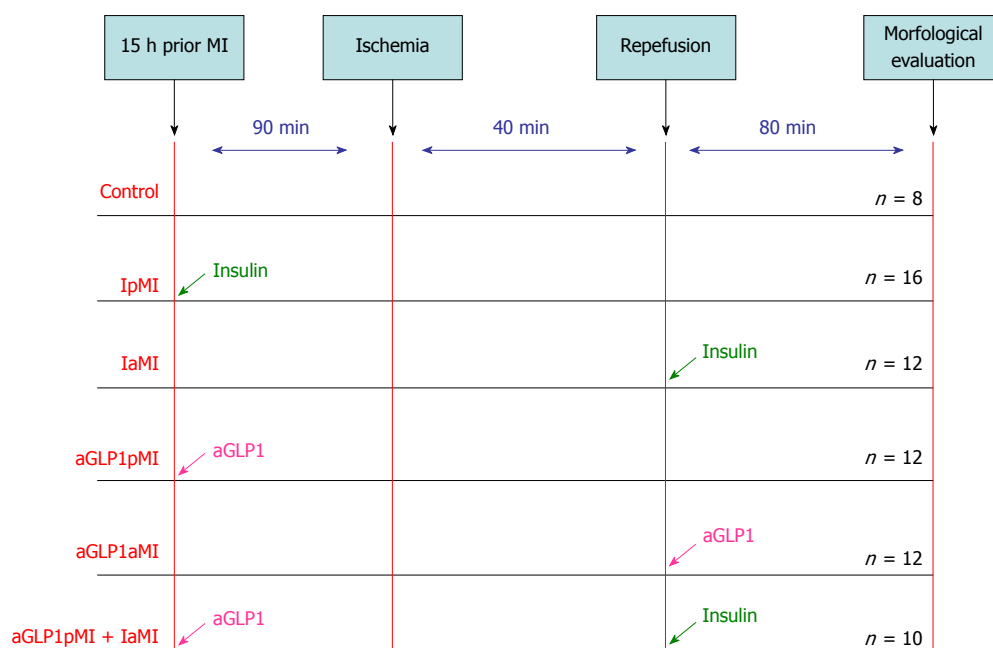 15 h prior MI
Ischemia
Repefusion
Morfological
evaluation
90 min
40 min
80 min
Control
n = 8
IpMI
Insulin
n = 16
IaMI
Insulin
n = 12
aGLP1pMI
aGLP1
n = 12
aGLP1aMI
aGLP1
n = 12
aGLP1pMI + IaMI
aGLP1
Insulin
n = 10